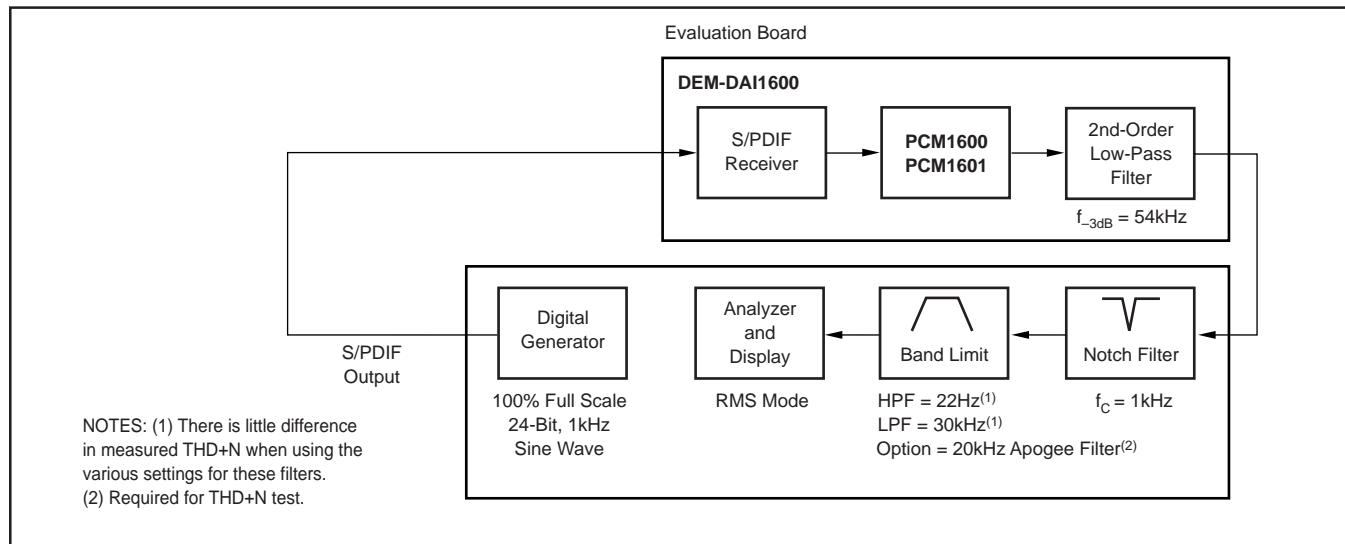 Evaluation Board
DEM-DAI1600
S/PDIF
Receiver
PCM1600
PCM1601
2nd-Order
Low-Pass
Filter
f–3dB = 54kHz
S/PDIF
Output
Digital
Generator
100% Full Scale
24-Bit, 1kHz
Sine Wave
Analyzer
and
Display
RMS Mode
Band Limit
HPF = 22Hz(1)
LPF = 30kHz(1)
Option = 20kHz Apogee Filter(2)
Notch Filter
fC = 1kHz
NOTES: (1) There is little difference
in measured THD+N when using the
various settings for these filters.
(2) Required for THD+N test.